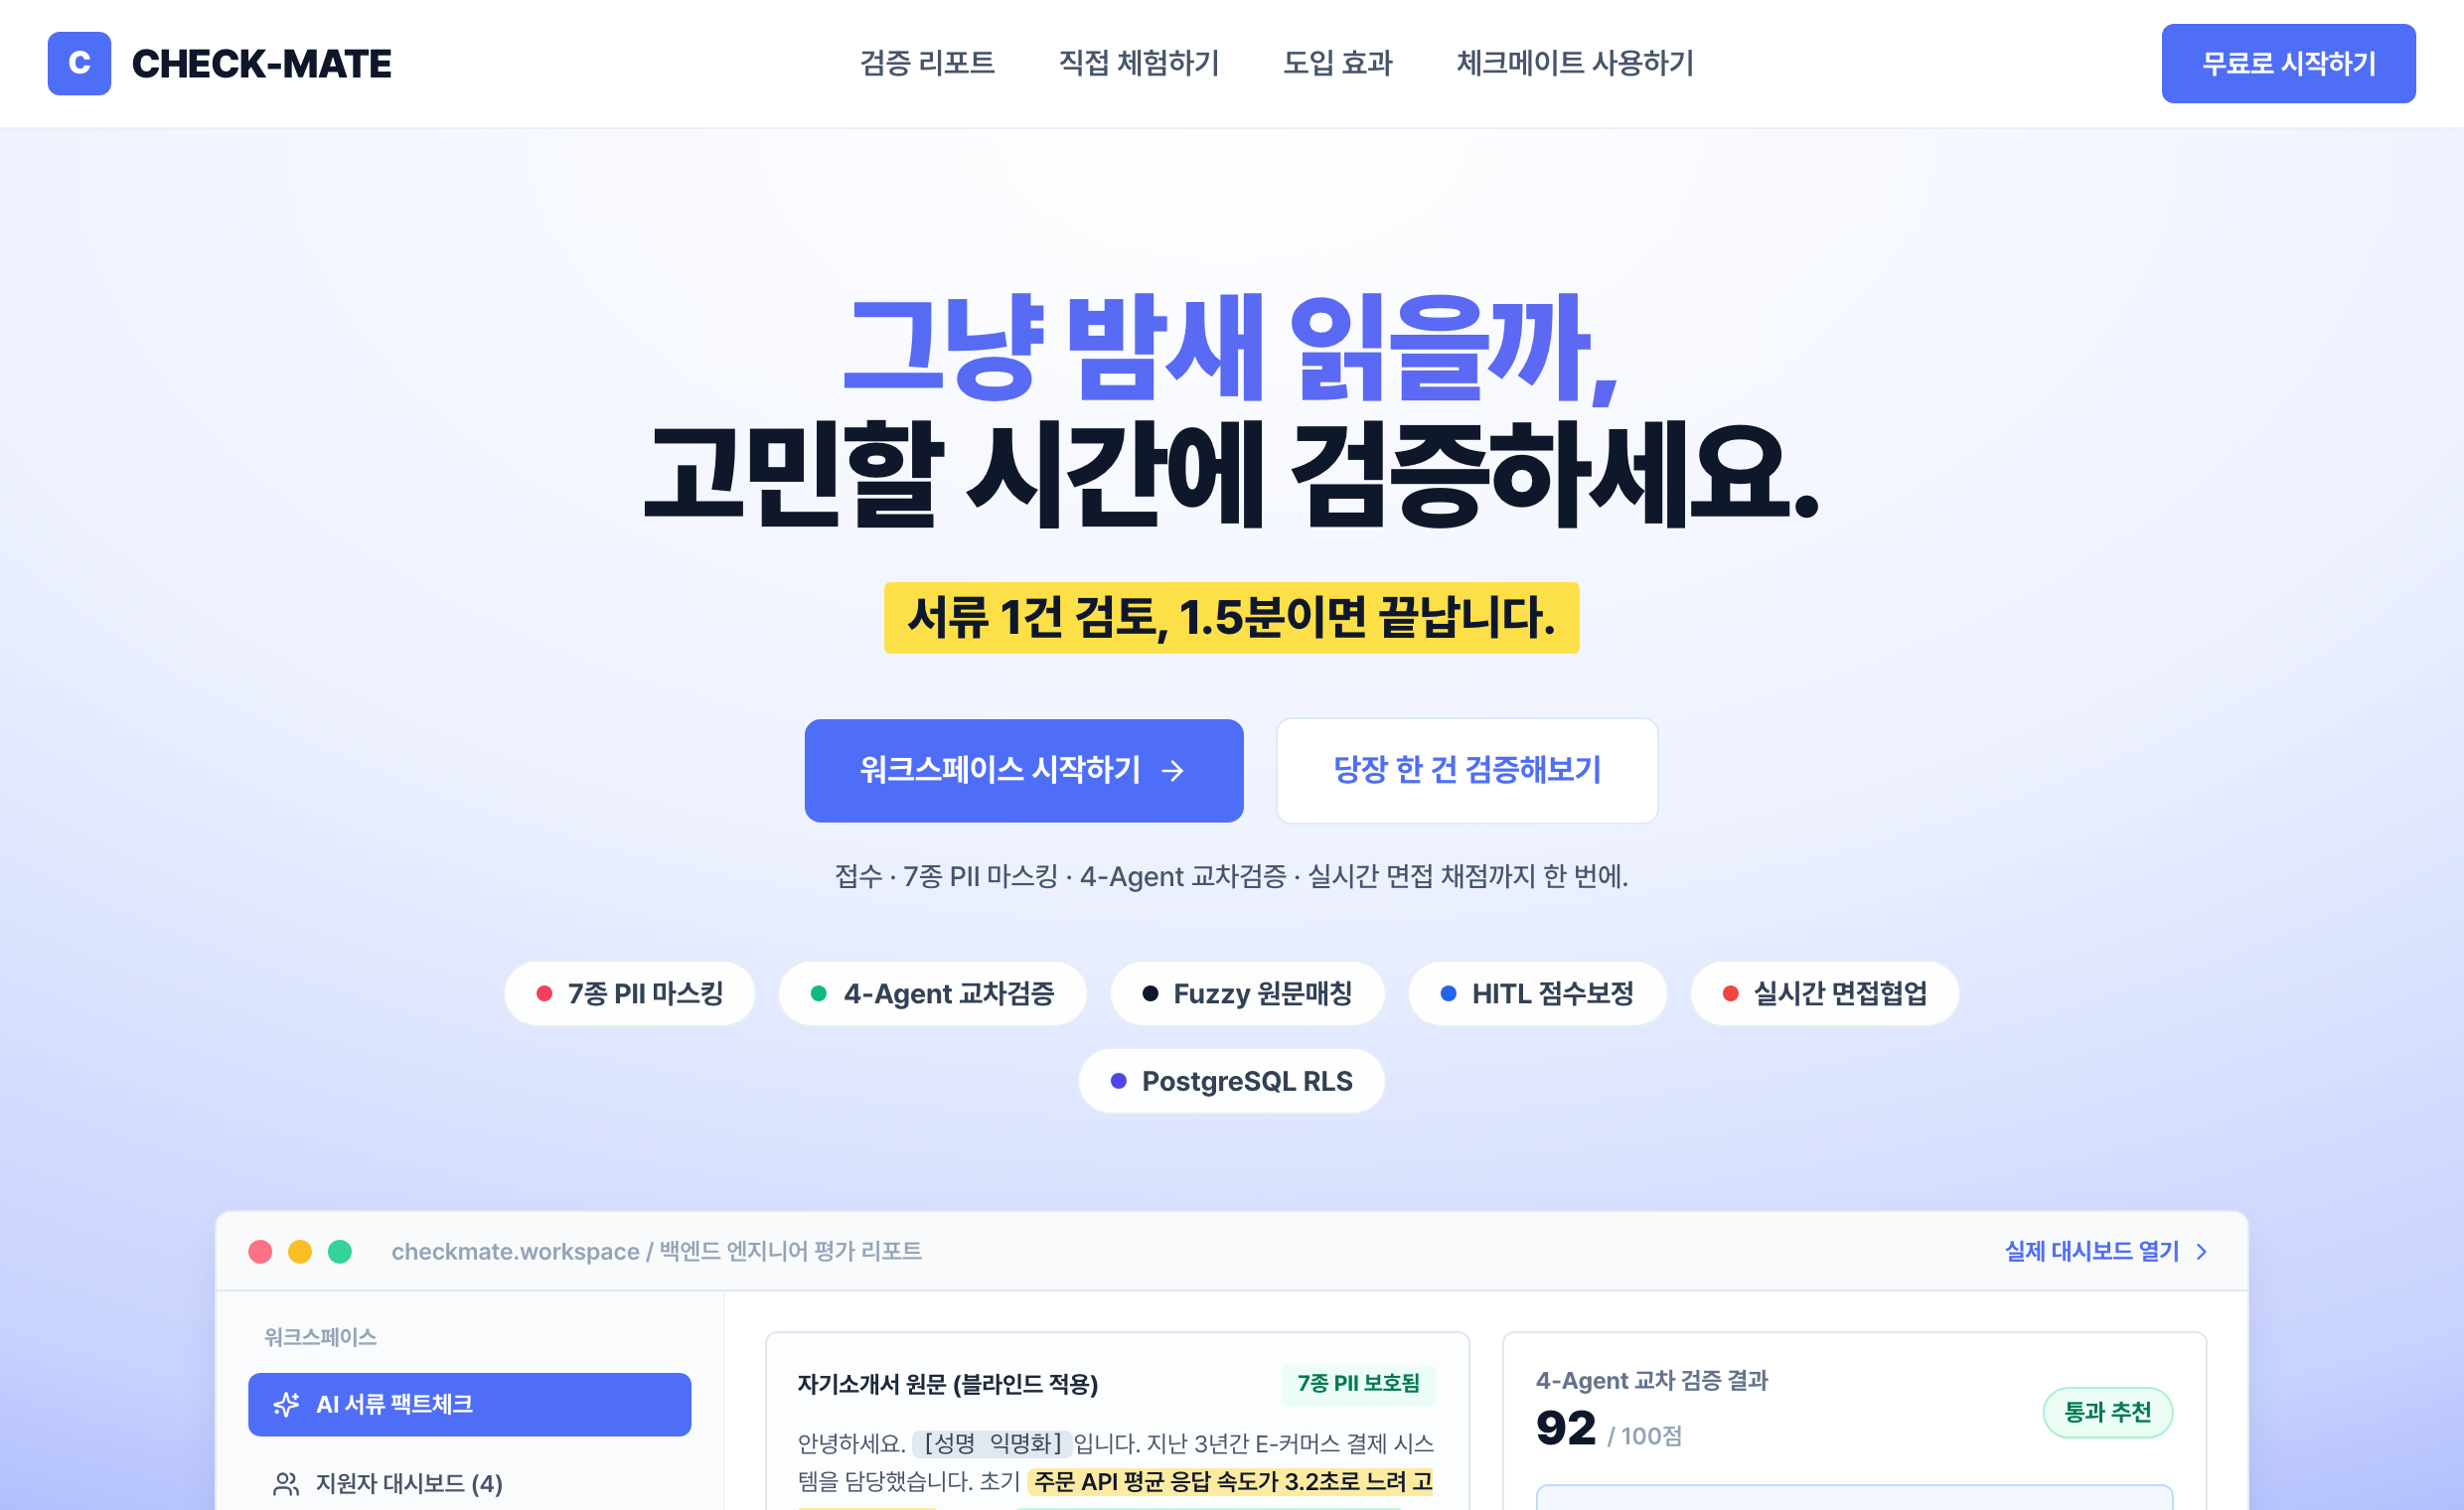 C CHECK-MATE
검증 리포트 직접 체험하기 도입 효과 체크메이트 사용하기
무료로 시작하기
그냥 밤새 읽을까,
고민할 시간에 검증하세요.
서류 1건 검토, 1.5분이면 끝납니다.
워크스페이스 시작하기 →
당장 한 건 검증해보기
접수 · 7종 PII 마스킹 · 4-Agent 교차검증 · 실시간 면접 채점까지 한 번에.
7종 PII 마스킹
4-Agent 교차검증
Fuzzy 원문매칭
HITL 점수보정
실시간 면접협업
PostgreSQL RLS
checkmate.workspace / 백엔드 엔지니어 평가 리포트
실제 대시보드 열기
워크스페이스
AI 서류 팩트체크
지원자 대시보드 (4)
자기소개서 원문 (블라인드 적용)
7종 PII 보호됨
안녕하세요. [성명 익명화]입니다. 지난 3년간 E-커머스 결제 시스
템을 담당했습니다. 초기 주문 API 평균 응답 속도가 3.2초로 느려 고
4-Agent 교차 검증 결과
92 / 100점
통과 추천